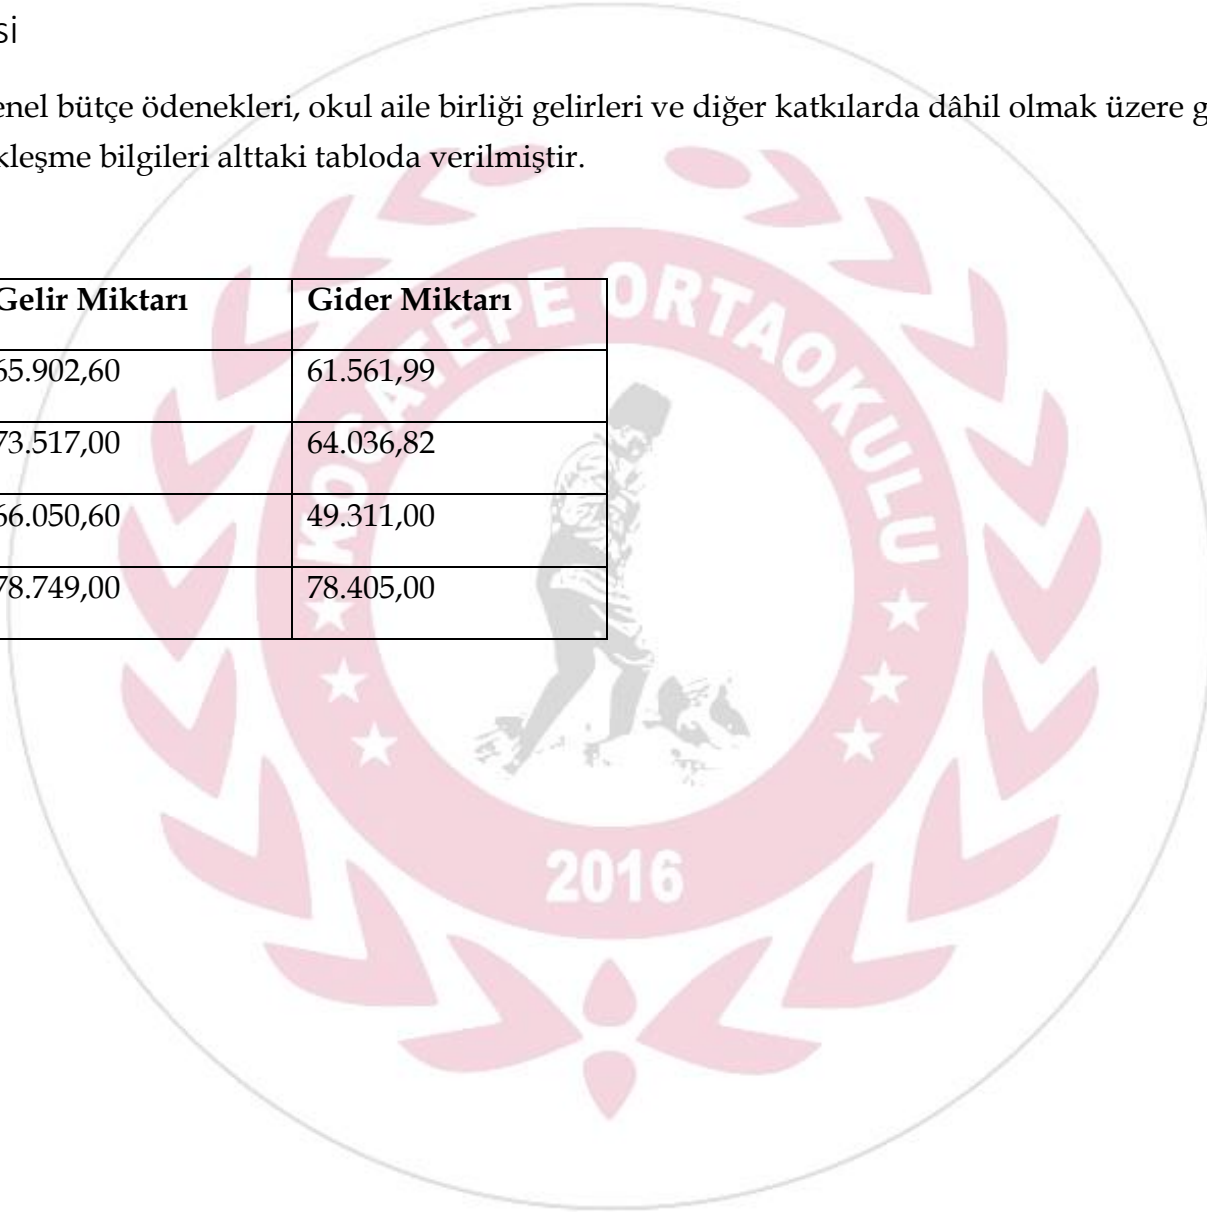 si
enel bütçe ödenekleri, okul aile birliği gelirleri ve diğer katkılarda dâhil olmak üzere g
kleşme bilgileri alttaki tabloda verilmiştir.
Gelir Miktarı Gider Miktarı
65.902,60 61.561,99
73.517,00 64.036,82
66.050,60 49.311,00
78.749,00 78.405,00
KOCATEPE ORTAOKULU
2016